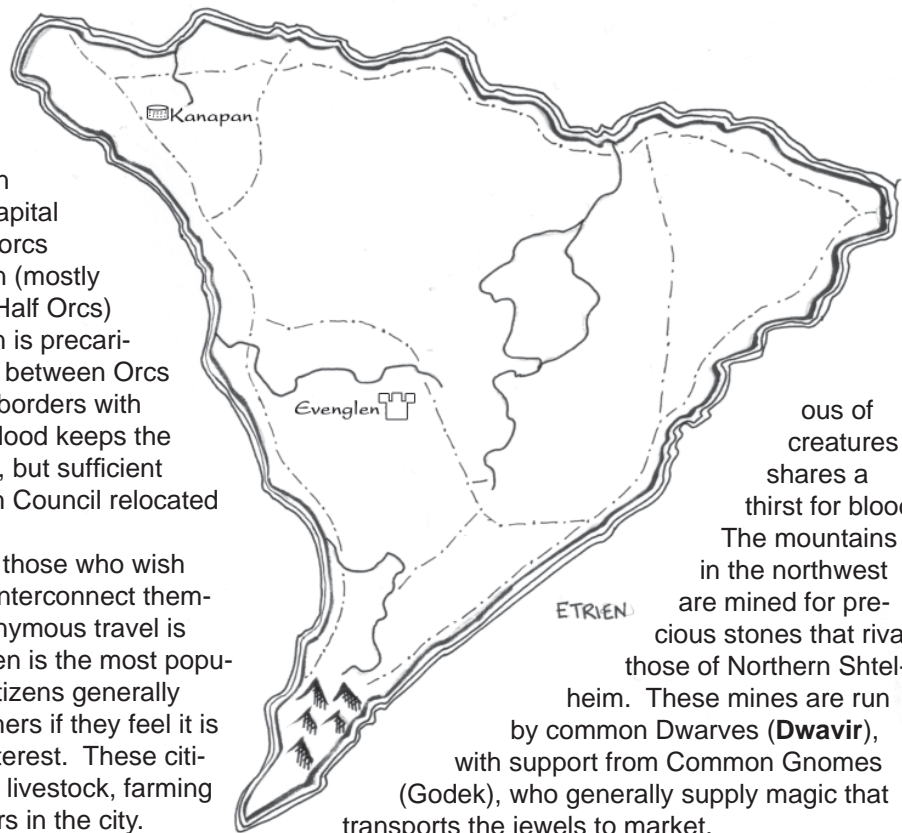 Kanapan
n
apital
orcs
n (mostly
Half Orcs)
n is precari-
between Orcs
borders with
lood keeps the
, but sufficient
n Council relocated
those who wish
nterconnect them-
nymous travel is
en is the most popu-
tizens generally
ners if they feel it is
terest. These citi-
livestock, farming
rs in the city.
Evenglen
ETRIEN
ous of
creatures
shares a
thirst for blood
The mountains
in the northwest
are mined for pre-
cious stones that riva
those of Northern Shtel-
heim. These mines are run
by common Dwarves (Dwavir),
with support from Common Gnomes
(Godek), who generally supply magic that
transports the jewels to market.